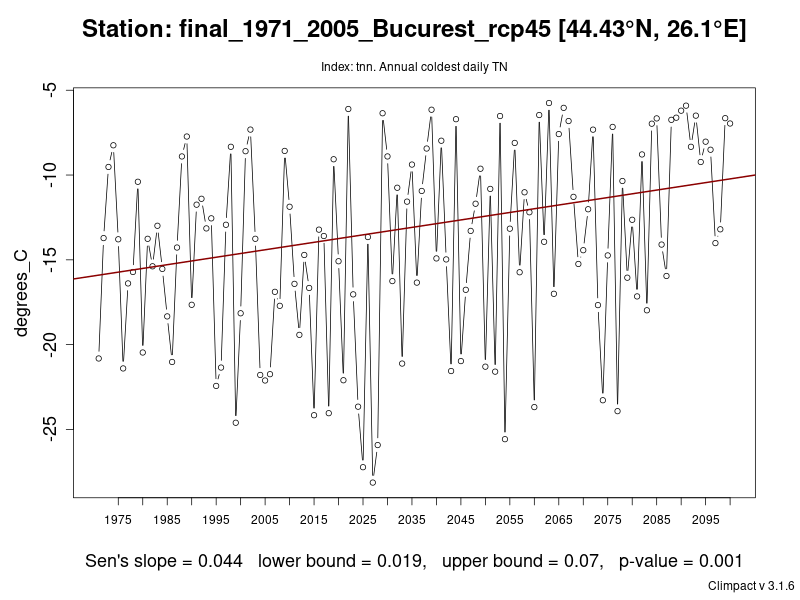 Station: final_1971_2005_Bucurest_rcp45 [44.43°N, 26.1°E]
Index: tnn. Annual coldest daily TN
degrees_C
-5
-10
-15
-20
-25
1975 1985 1995 2005 2015 2025 2035 2045 2055 2065 2075 2085 2095
Sen's slope = 0.044 lower bound = 0.019, upper bound = 0.07, p-value = 0.001
Climpact v 3.1.6